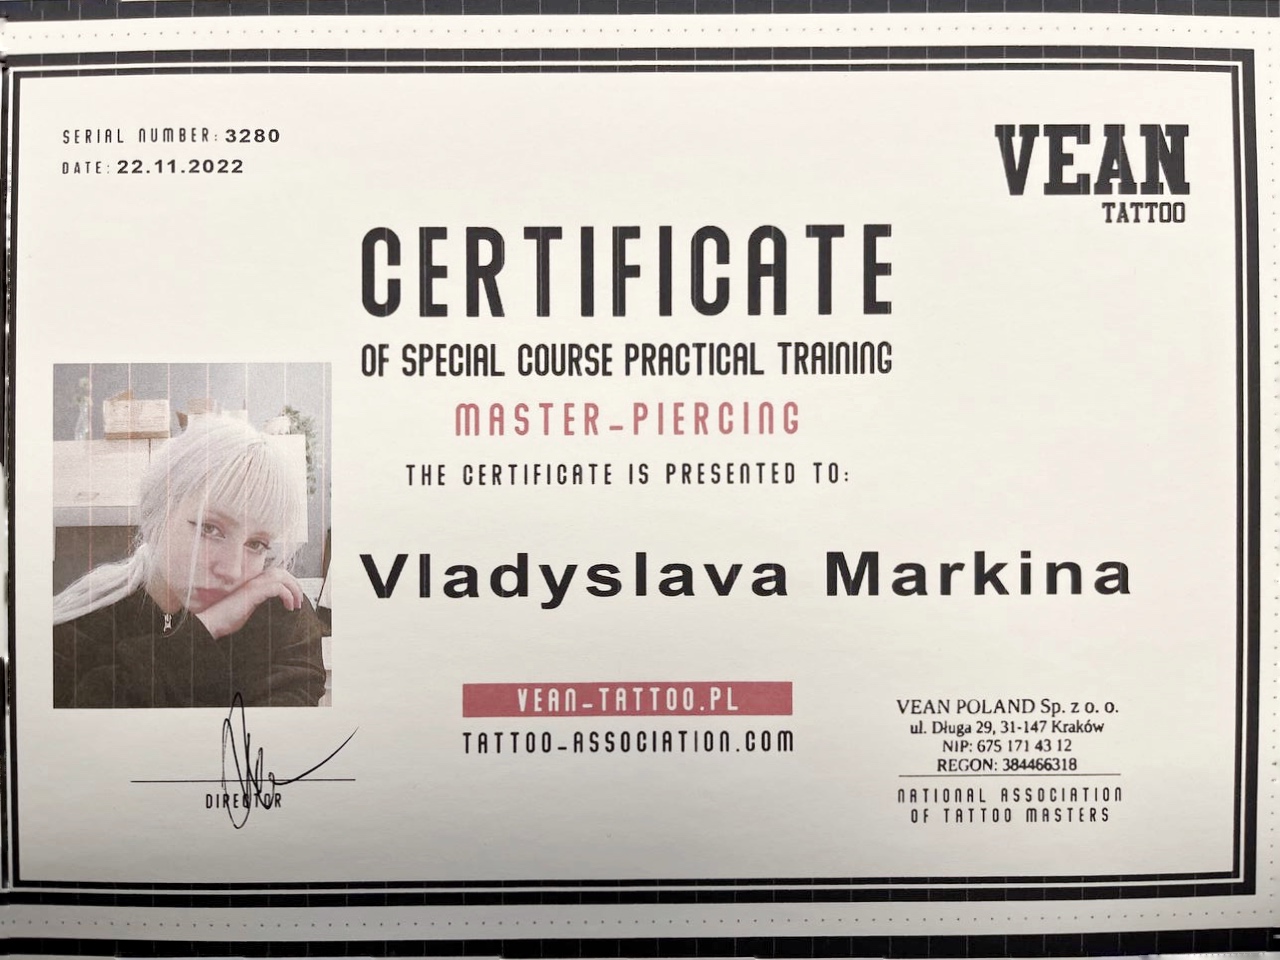 SERIAL NUMBER: 3280
DATE: 22.11.2022
VEAN
TATTOO
CERTIFICATE
OF SPECIAL COURSE PRACTICAL TRAINING
MASTER-PIERCING
THE CERTIFICATE IS PRESENTED TO:
Vladyslava Markina
VEAN-TATTOO.PL
TATTOO-ASSOCIATION.COM
DIRECTOR
VEAN POLAND Sp. z o. o.
ul. Długa 29, 31-147 Kraków
NIP: 675 171 43 12
REGON: 384466318
NATIONAL ASSOCIATION
OF TATTOO MASTERS